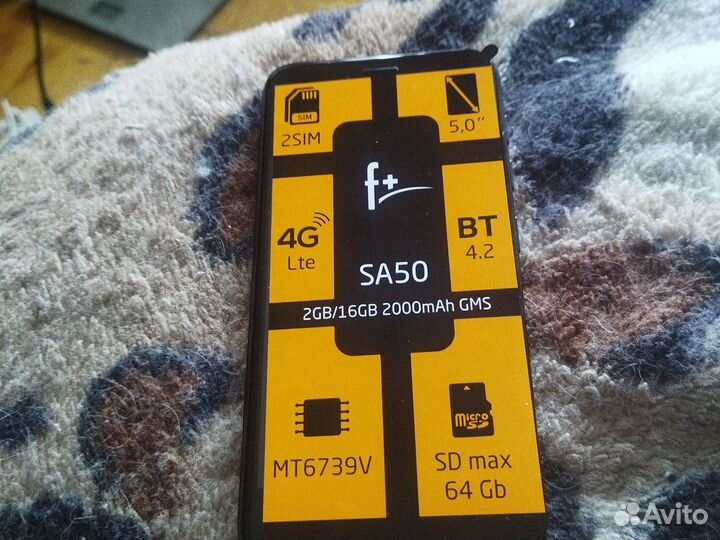 SIM
2SIM
5,0"
f+
4G
Lte
BT
4.2
SA50
2GB/16GB 2000mAh GMS
MT6739V
Micro
SD
SD max
64 Gb
Avito